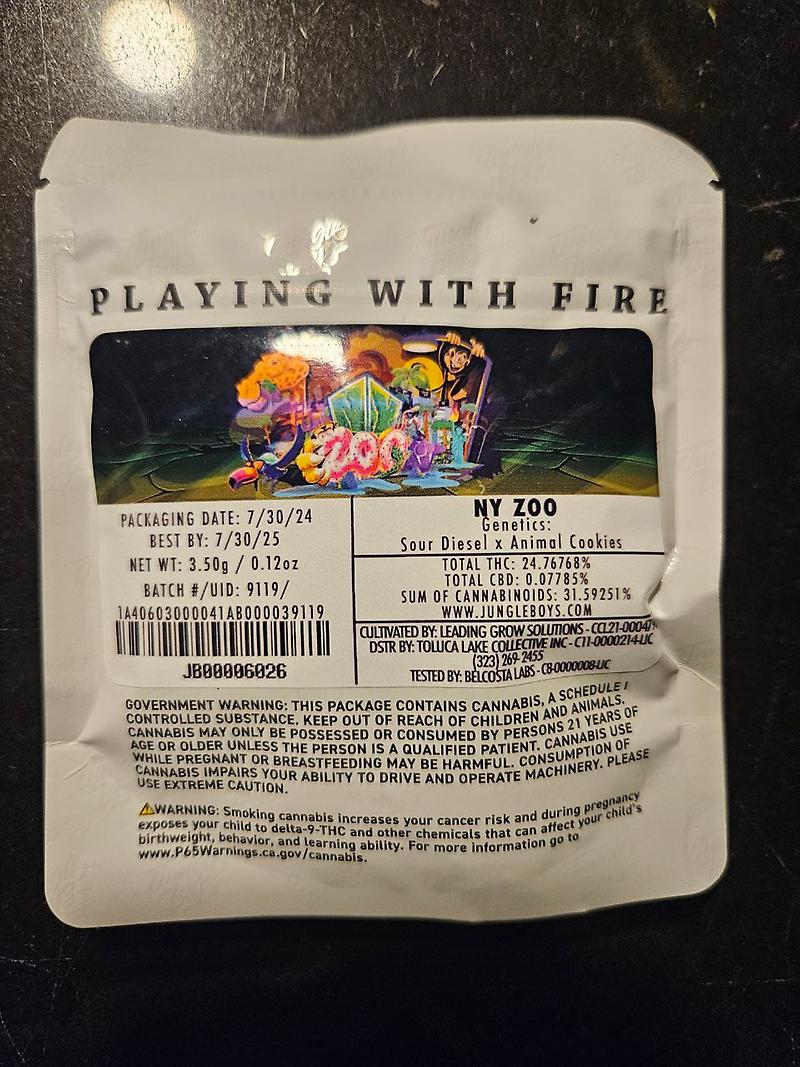 PLAYING WITH FIRE
ZOO
PACKAGING DATE: 7/30/24
BEST BY: 7/30/25
NET WT: 3.50g / 0.12oz
BATCH #/UID: 9119/
1A40603000041AB000039119
JB00006026
NY ZOO
Genetics:
Sour Diesel x Animal Cookies
TOTAL THC: 24.76768%
TOTAL CBD: 0.07785%
SUM OF CANNABINOIDS: 31.59251%
WWW.JUNGLEBOYS.COM
CULTIVATED BY: LEADING GROW SOLUTIONS -
DSTR BY: TOLUCA LAKE COLLECTIVE INC - C11-0000214-LIC
(323) 269-2455
TESTED BY: BELCOSTA LABS - C8-0000008-LIC
GOVERNMENT WARNING: THIS PACKAGE CONTAINS CANNABIS, A SCHEDULE I
CONTROLLED SUBSTANCE. KEEP OUT OF REACH OF CHILDREN AND ANIMALS.
CANNABIS MAY ONLY BE POSSESSED OR CONSUMED BY PERSONS 21 YEARS OF
AGE OR OLDER UNLESS THE PERSON IS A QUALIFIED PATIENT. CANNABIS USE
WHILE PREGNANT OR BREASTFEEDING MAY BE HARMFUL. CONSUMPTION OF
CANNABIS IMPAIRS YOUR ABILITY TO DRIVE AND OPERATE MACHINERY. PLEASE
USE EXTREME CAUTION.
WARNING: Smoking cannabis increases your cancer risk and during pregnancy
exposes your child to delta-9-THC and other chemicals that can affect your child's
birthweight, behavior, and learning ability. For more information go to
www.P65Warnings.ca.gov/cannabis.